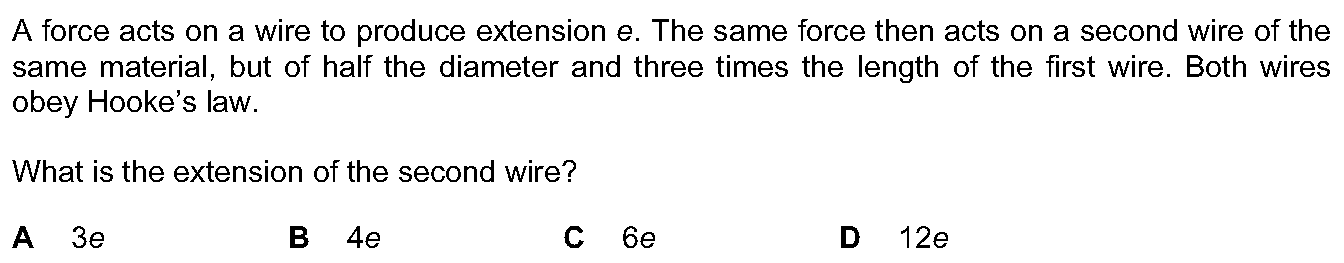 A force acts on a wire to produce extension e. The same force then acts on a second wire of the
same material, but of half the diameter and three times the length of the first wire. Both wires
obey Hooke’s law.
What is the extension of the second wire?
A 3e B 4e C 6e D 12e